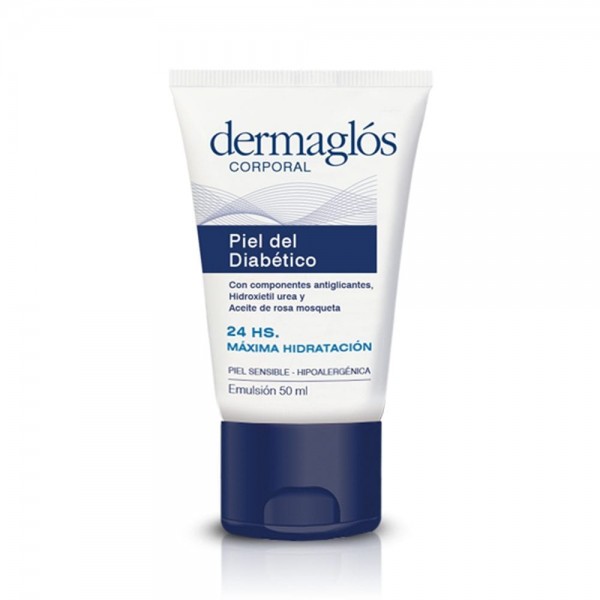 dermaglós
CORPORAL
Piel del
Diabético
Con componentes antiglicantes,
Hidroxietil urea y
Aceite de rosa mosqueta
24 HS.
MÁXIMA HIDRATACIÓN
PIEL SENSIBLE - HIPOALERGÉNICA
Emulsión 50 ml